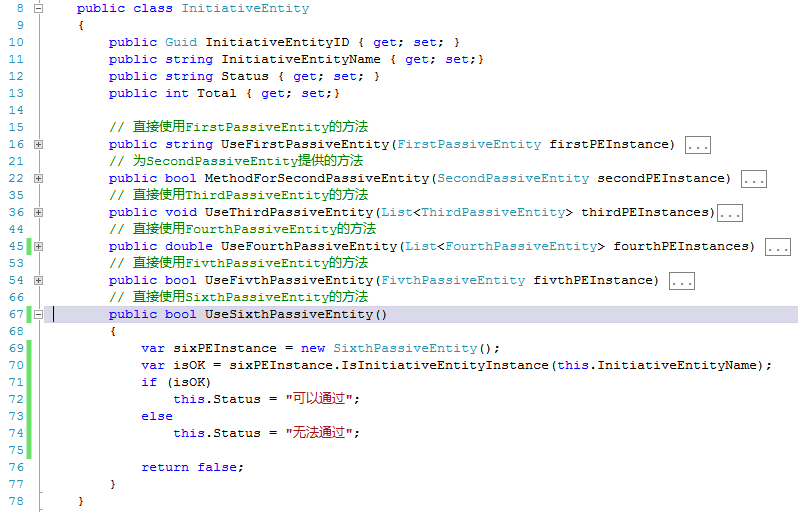 8 public class InitiativeEntity
9 {
10 public Guid InitiativeEntityID { get; set; }
11 public string InitiativeEntityName { get; set;}
12 public string Status { get; set; }
13 public int Total { get; set;}
14
15 // 直接使用FirstPassiveEntity的方法
16 public string UseFirstPassiveEntity(FirstPassiveEntity firstPEInstance) ...
21 // 为SecondPassiveEntity提供的方法
22 public bool MethodForSecondPassiveEntity(SecondPassiveEntity secondPEInstance) ...
35 // 直接使用ThirdPassiveEntity的方法
36 public void UseThirdPassiveEntity(List<ThirdPassiveEntity> thirdPEInstances)...
44 // 直接使用FourthPassiveEntity的方法
45 public double UseFourthPassiveEntity(List<FourthPassiveEntity> fourthPEInstances) ...
53 // 直接使用FivthPassiveEntity的方法
54 public bool UseFivthPassiveEntity(FivthPassiveEntity fivthPEInstance) ...
66 // 直接使用SixthPassiveEntity的方法
67 public bool UseSixthPassiveEntity()
68 {
69 var sixPEInstance = new SixthPassiveEntity();
70 var isOK = sixPEInstance.IsInitiativeEntityInstance(this.InitiativeEntityName);
71 if (isOK)
72 this.Status = "可以通过";
73 else
74 this.Status = "无法通过";
75
76 return false;
77 }
78 }